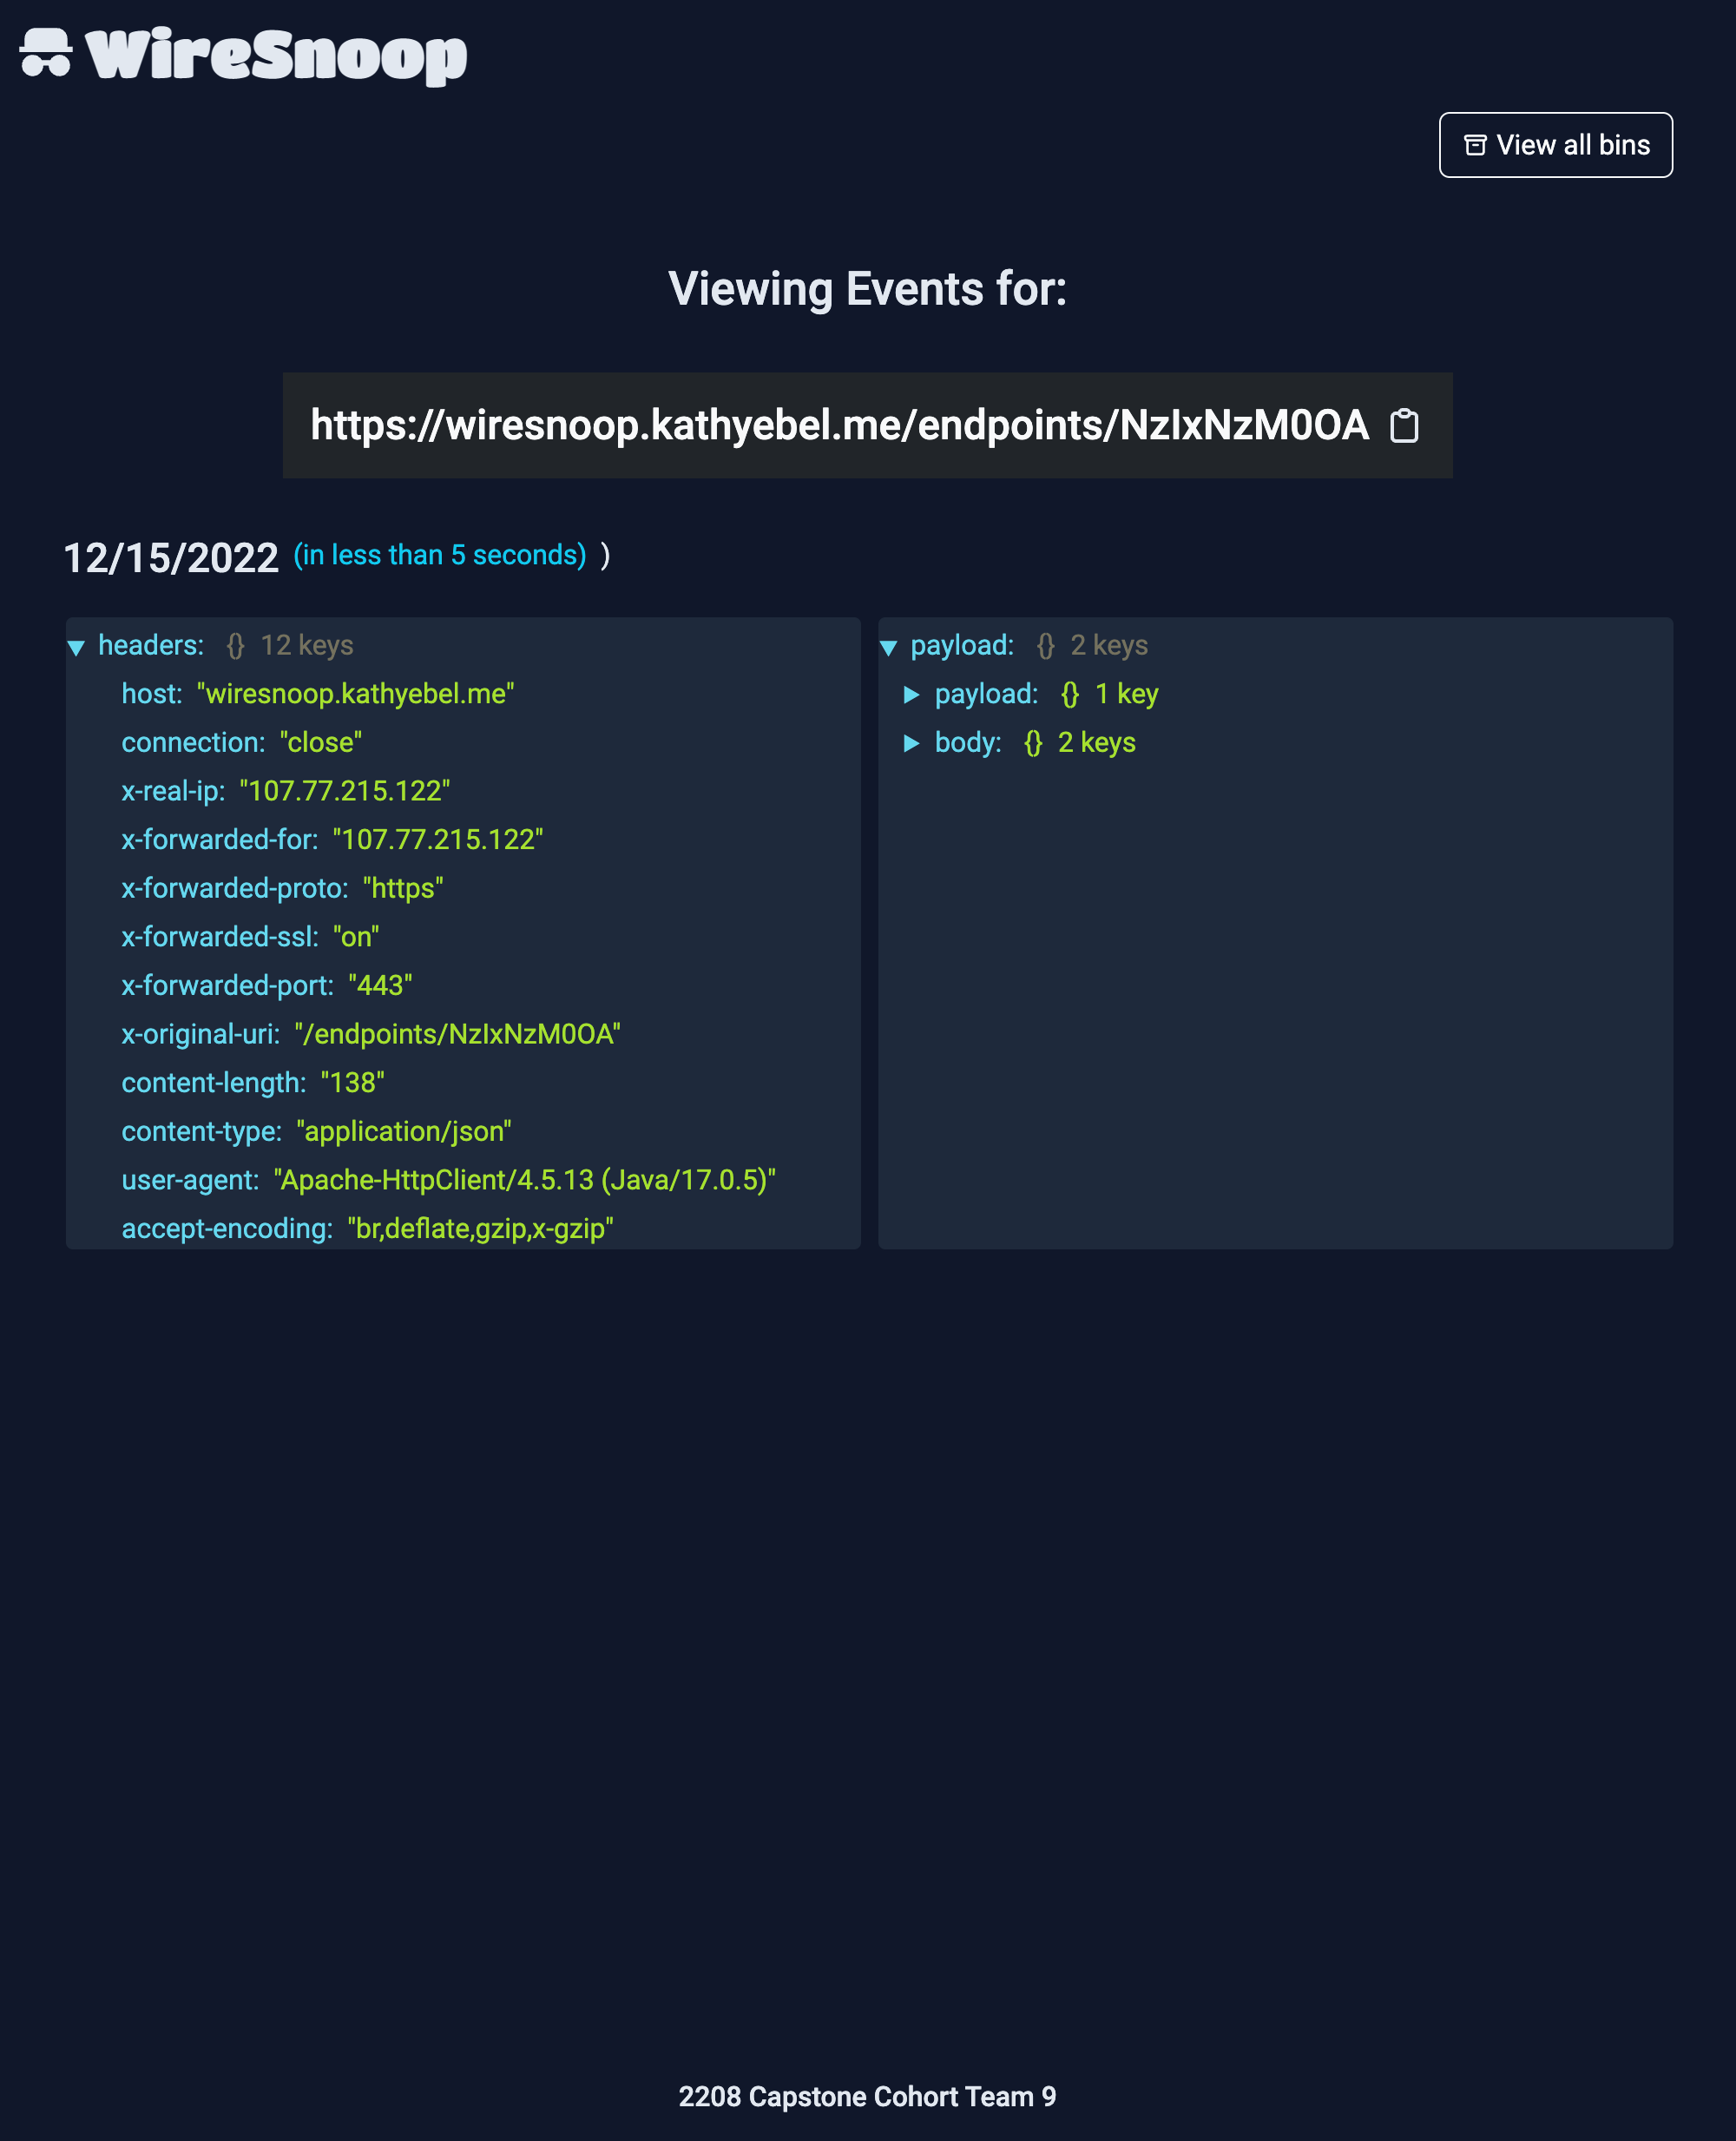 WireSnoop
View all bins
Viewing Events for:
https://wiresnoop.kathyebel.me/endpoints/NzIxNzM0OA
12/15/2022 (in less than 5 seconds) )
headers: {} 12 keys
host: "wiresnoop.kathyebel.me"
connection: "close"
x-real-ip: "107.77.215.122"
x-forwarded-for: "107.77.215.122"
x-forwarded-proto: "https"
x-forwarded-ssl: "on"
x-forwarded-port: "443"
x-original-uri: "/endpoints/NzIxNzM0OA"
content-length: "138"
content-type: "application/json"
user-agent: "Apache-HttpClient/4.5.13 (Java/17.0.5)"
accept-encoding: "br,deflate,gzip,x-gzip"
payload: {} 2 keys
payload: {} 1 key
body: {} 2 keys
2208 Capstone Cohort Team 9